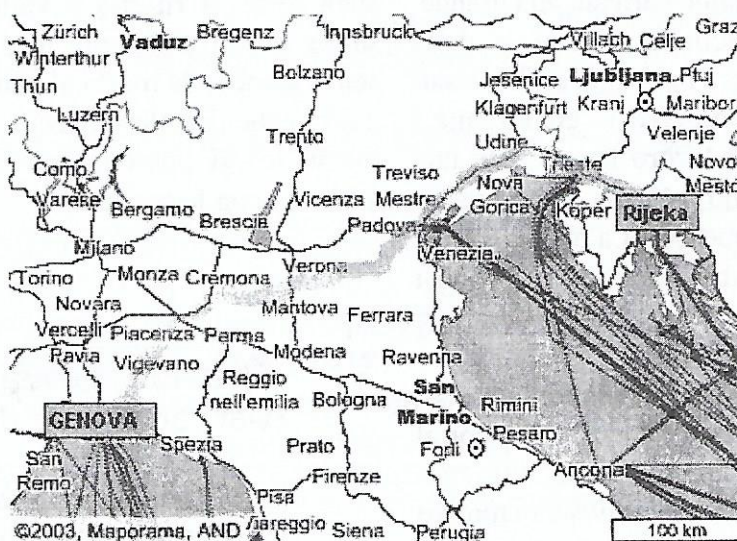 Zürich Vaduz Bregenz Innsbruck Graz
Winterthur Villach Celje
Thun Bolzano Jesenice Ljubljana Ptuj
Luzern Klagenfurt Kranj Maribor
Trento Udine Velenje
Como Treviso Trieste Novo
Varese Vicenza Mestre Nova Mesto
Bergamo Brescia Padova Gorica Koper Rijeka
Milano Verona Venezia
Torino Monza Cremona
Novara Mantova Ferrara
Vercelli Piacenza Parma
Pavia Vigevano Modena Ravenna
Reggio San
GENOVA nell'emilia Bologna Marino Rimini
San Spezia Prato Forlì Pesaro
Remo Firenze Ancona
Pisa
©2003, Maporama, AND Siena Perugia 100 km